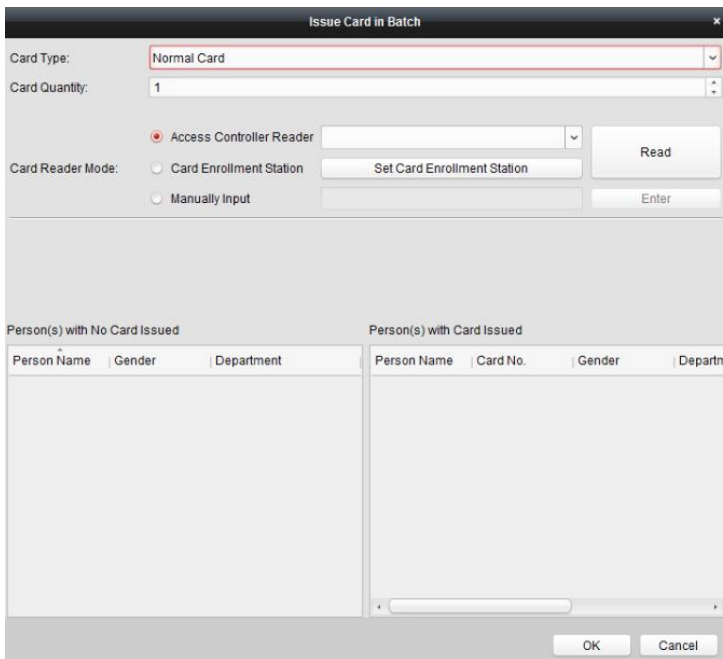 Issue Card in Batch
Card Type: Normal Card
Card Quantity: 1
Access Controller Reader
Read
Card Reader Mode: Card Enrollment Station Set Card Enrollment Station
Manually Input Enter
Person(s) with No Card Issued Person(s) with Card Issued
Person Name Gender Department Person Name Card No. Gender Departn
OK Cancel